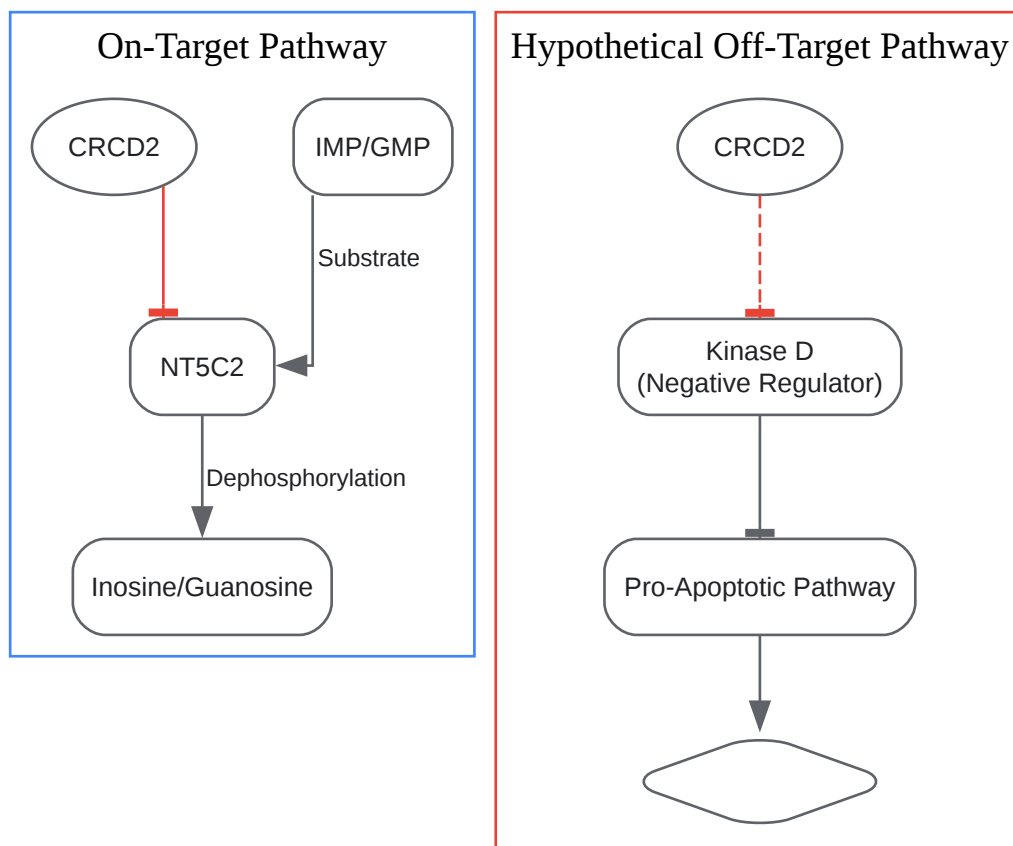 On-Target Pathway
CRCD2
IMP/GMP
Substrate
NT5C2
Dephosphorylation
Inosine/Guanosine
Hypothetical Off-Target Pathway
CRCD2
Kinase D
(Negative Regulator)
Pro-Apoptotic Pathway